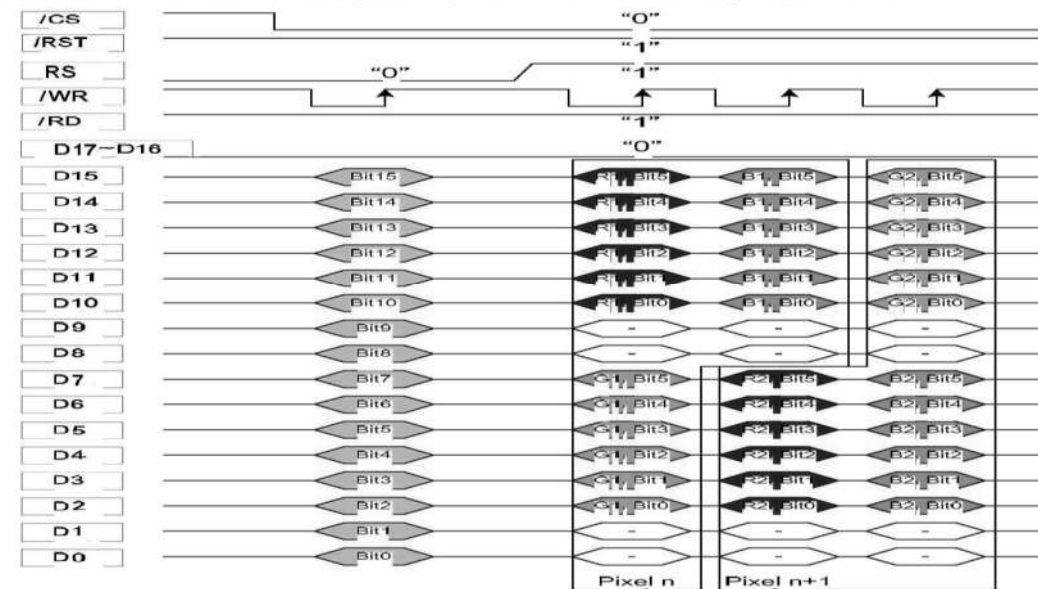 /CS "0"
/RST "1"
RS "0" "1"
/WR
/RD "1"
D17~D16 "0"
D15 Bit15 R1, Bit5 B1, Bit5 G2, Bit5
D14 Bit14 R1, Bit4 B1, Bit4 G2, Bit4
D13 Bit13 R1, Bit3 B1, Bit3 G2, Bit3
D12 Bit12 R1, Bit2 B1, Bit2 G2, Bit2
D11 Bit11 R1, Bit1 B1, Bit1 G2, Bit1
D10 Bit10 R1, Bit0 B1, Bit0 G2, Bit0
D9 Bit9 - - -
D8 Bit8 - - -
D7 Bit7 G1, Bit5 R2, Bit5 B2, Bit5
D6 Bit6 G1, Bit4 R2, Bit4 B2, Bit4
D5 Bit5 G1, Bit3 R2, Bit3 B2, Bit3
D4 Bit4 G1, Bit2 R2, Bit2 B2, Bit2
D3 Bit3 G1, Bit1 R2, Bit1 B2, Bit1
D2 Bit2 G1, Bit0 R2, Bit0 B2, Bit0
D1 Bit1 - - -
D0 Bit0 - - -
Pixel n Pixel n+1